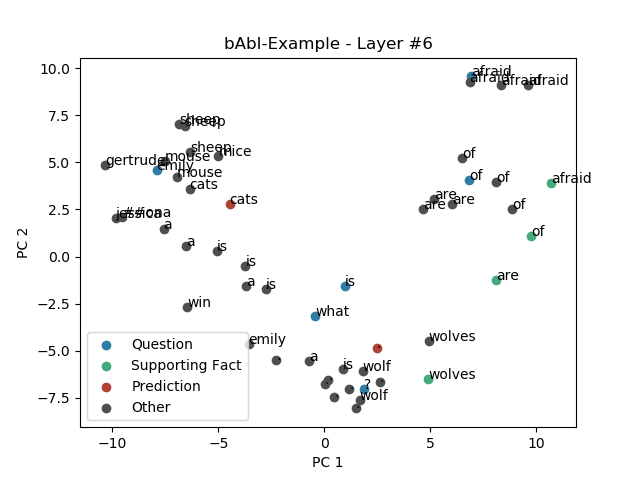 bAbI-Example - Layer #6
10.0
7.5
5.0
2.5
0.0
−2.5
−5.0
−7.5
PC 2
afraid
afraid
afraid
afraid
sheep
sheep
sheep
mice
gertrude
mouse
emily
mouse
cats
cats
of
of
of
of
of
afraid
are
are
are
are
jessica
a
a
is
is
a
is
is
win
what
emily
a
is
wolf
?
wolf
wolves
wolves
Question
Supporting Fact
Prediction
Other
−10
−5
0
5
10
PC 1